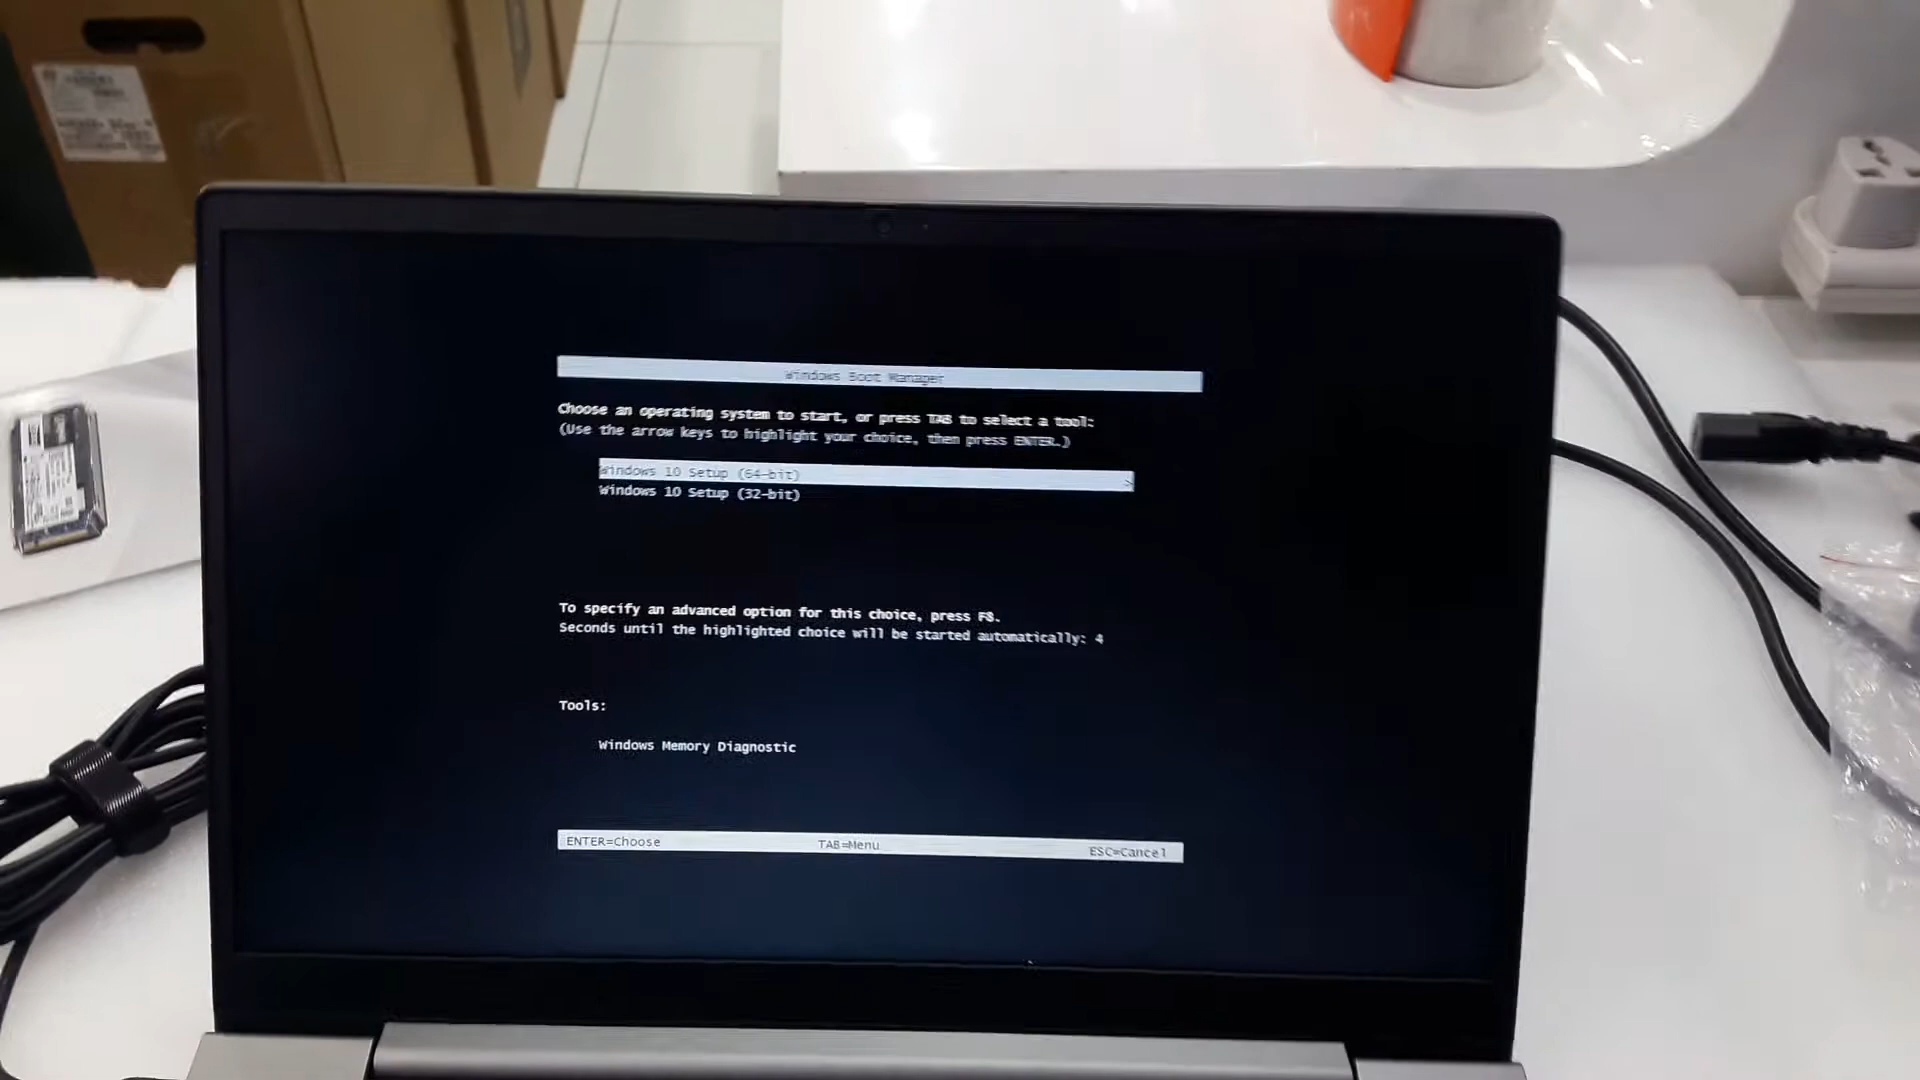 Windows Boot Manager
Choose an operating system to start, or press TAB to select a tool:
(Use the arrow keys to highlight your choice, then press ENTER.)
Windows 10 Setup (64-bit) >
Windows 10 Setup (32-bit)
To specify an advanced option for this choice, press F8.
Seconds until the highlighted choice will be started automatically: 4
Tools:
Windows Memory Diagnostic
ENTER=Choose TAB=Menu ESC=Cancel